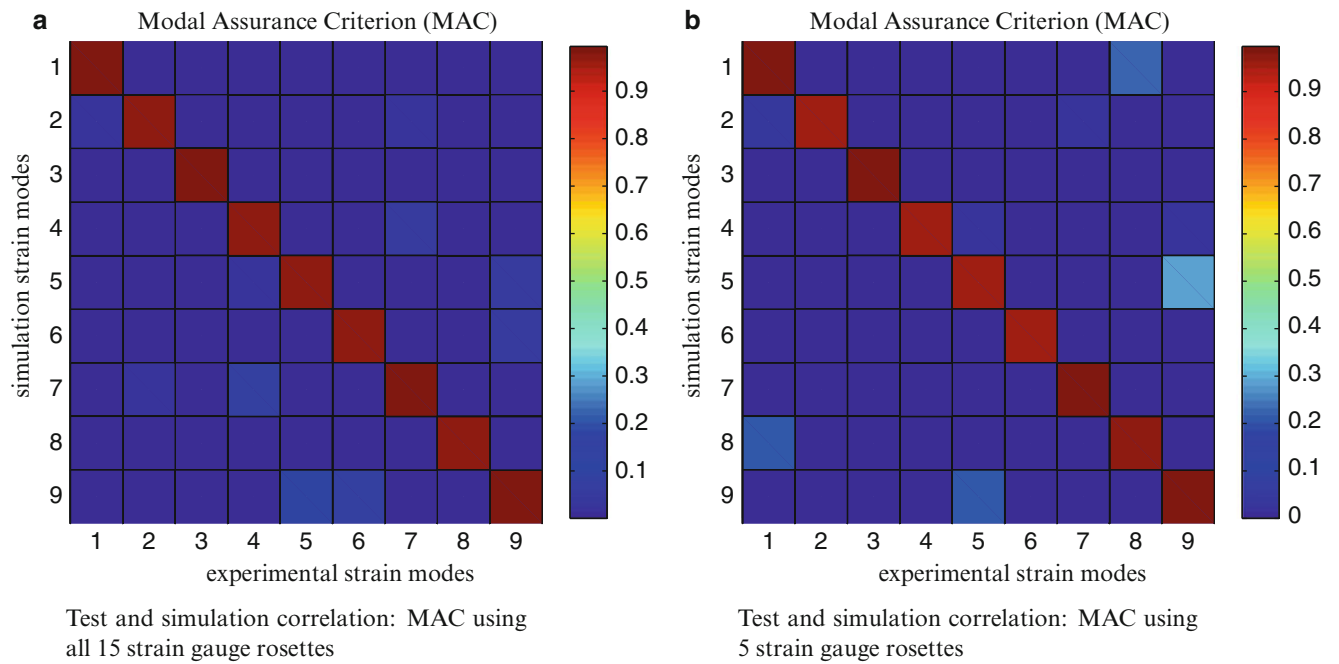 a
Modal Assurance Criterion (MAC)
simulation strain modes
1
2
3
4
5
6
7
8
9
1 2 3 4 5 6 7 8 9
experimental strain modes
0.9
0.8
0.7
0.6
0.5
0.4
0.3
0.2
0.1
Test and simulation correlation: MAC using
all 15 strain gauge rosettes
b
Modal Assurance Criterion (MAC)
simulation strain modes
1
2
3
4
5
6
7
8
9
1 2 3 4 5 6 7 8 9
experimental strain modes
0.9
0.8
0.7
0.6
0.5
0.4
0.3
0.2
0.1
0
Test and simulation correlation: MAC using
5 strain gauge rosettes